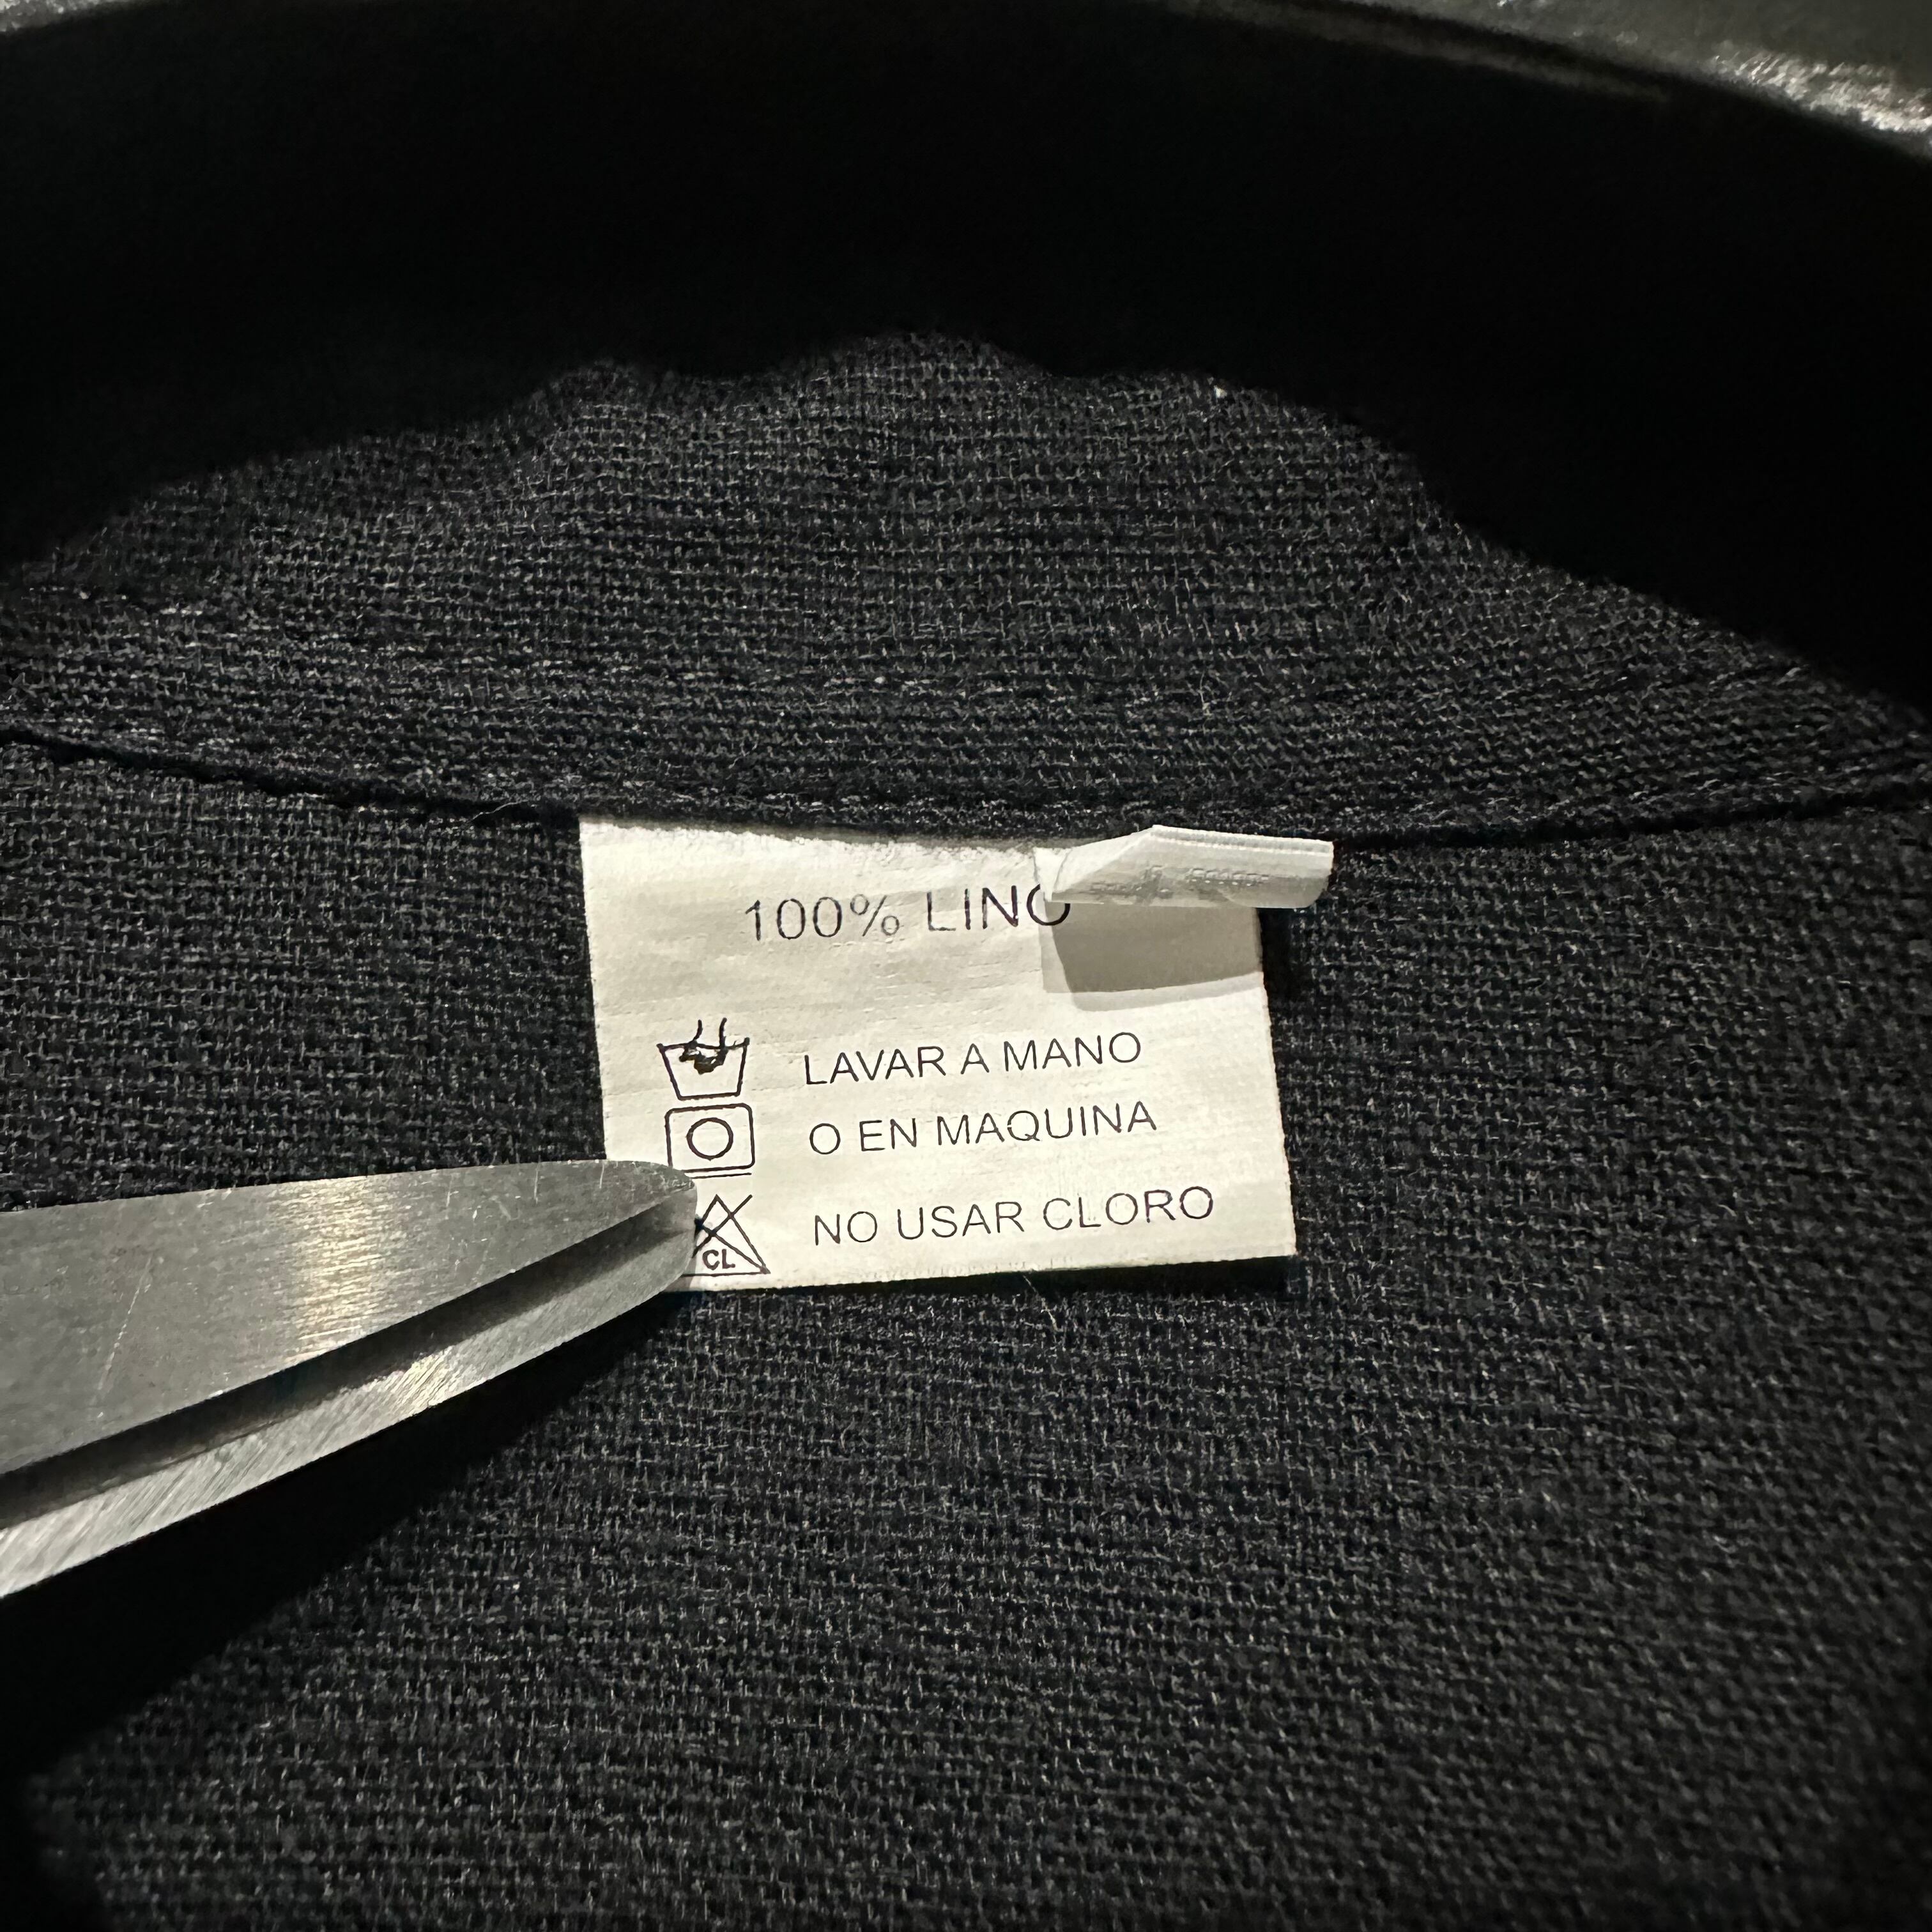 100% LINO
LAVAR A MANO
O EN MAQUINA
NO USAR CLORO
CL